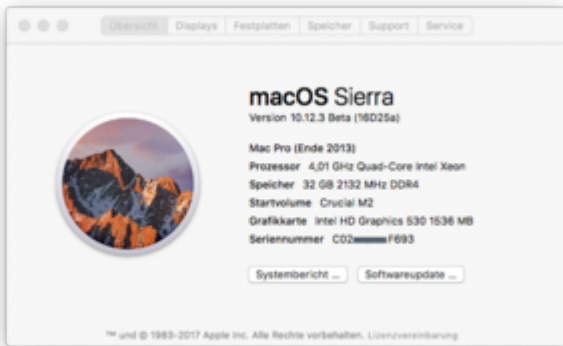 Übersicht Displays Festplatten Speicher Support Service
macOS Sierra
Version 10.12.3 Beta (16D25a)
Mac Pro (Ende 2013)
Prozessor 4,01 GHz Quad-Core Intel Xeon
Speicher 32 GB 2132 MHz DDR4
Startvolume Crucial M2
Grafikkarte Intel HD Graphics 530 1536 MB
Seriennummer C02 F693
Systembericht ... Softwareupdate ...
™ und © 1983-2017 Apple Inc. Alle Rechte vorbehalten. Lizenzvereinbarung